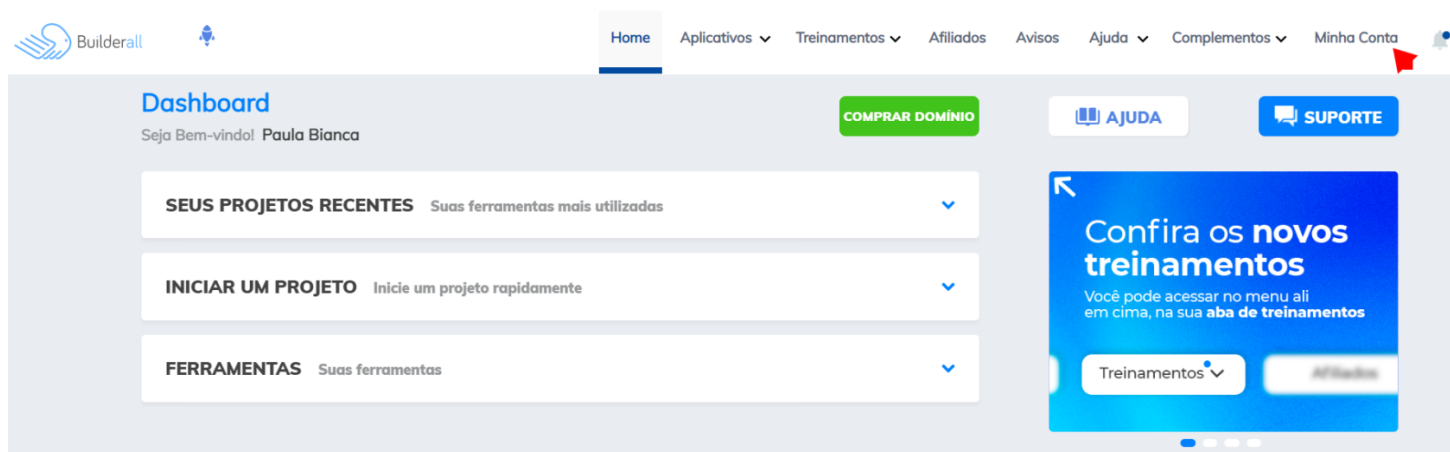 Builderall
Home Aplicativos Treinamentos Afiliados Avisos Ajuda Complementos Minha Conta
Dashboard
Seja Bem-vindo! Paula Bianca
COMPRAR DOMÍNIO
AJUDA
SUPORTE
SEUS PROJETOS RECENTES Suas ferramentas mais utilizadas
INICIAR UM PROJETO Inicie um projeto rapidamente
FERRAMENTAS Suas ferramentas
Confira os novos
treinamentos
Você pode acessar no menu ali
em cima, na sua aba de treinamentos
Treinamentos
Afiliados